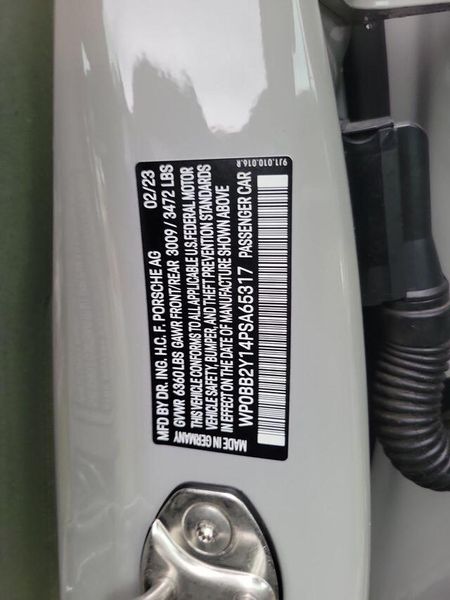 MFD BY DR. ING. H.C. F. PORSCHE AG 02/23
GVWR 6360 LBS GAWR FRONT/REAR 3009 / 3472 LBS
THIS VEHICLE CONFORMS TO ALL APPLICABLE U.S.FEDERAL MOTOR
VEHICLE SAFETY, BUMPER, AND THEFT PREVENTION STANDARDS
IN EFFECT ON THE DATE OF MANUFACTURE SHOWN ABOVE
WP0BB2Y14PSA65317 PASSENGER CAR
MADE IN GERMANY
9J1.010.016.R